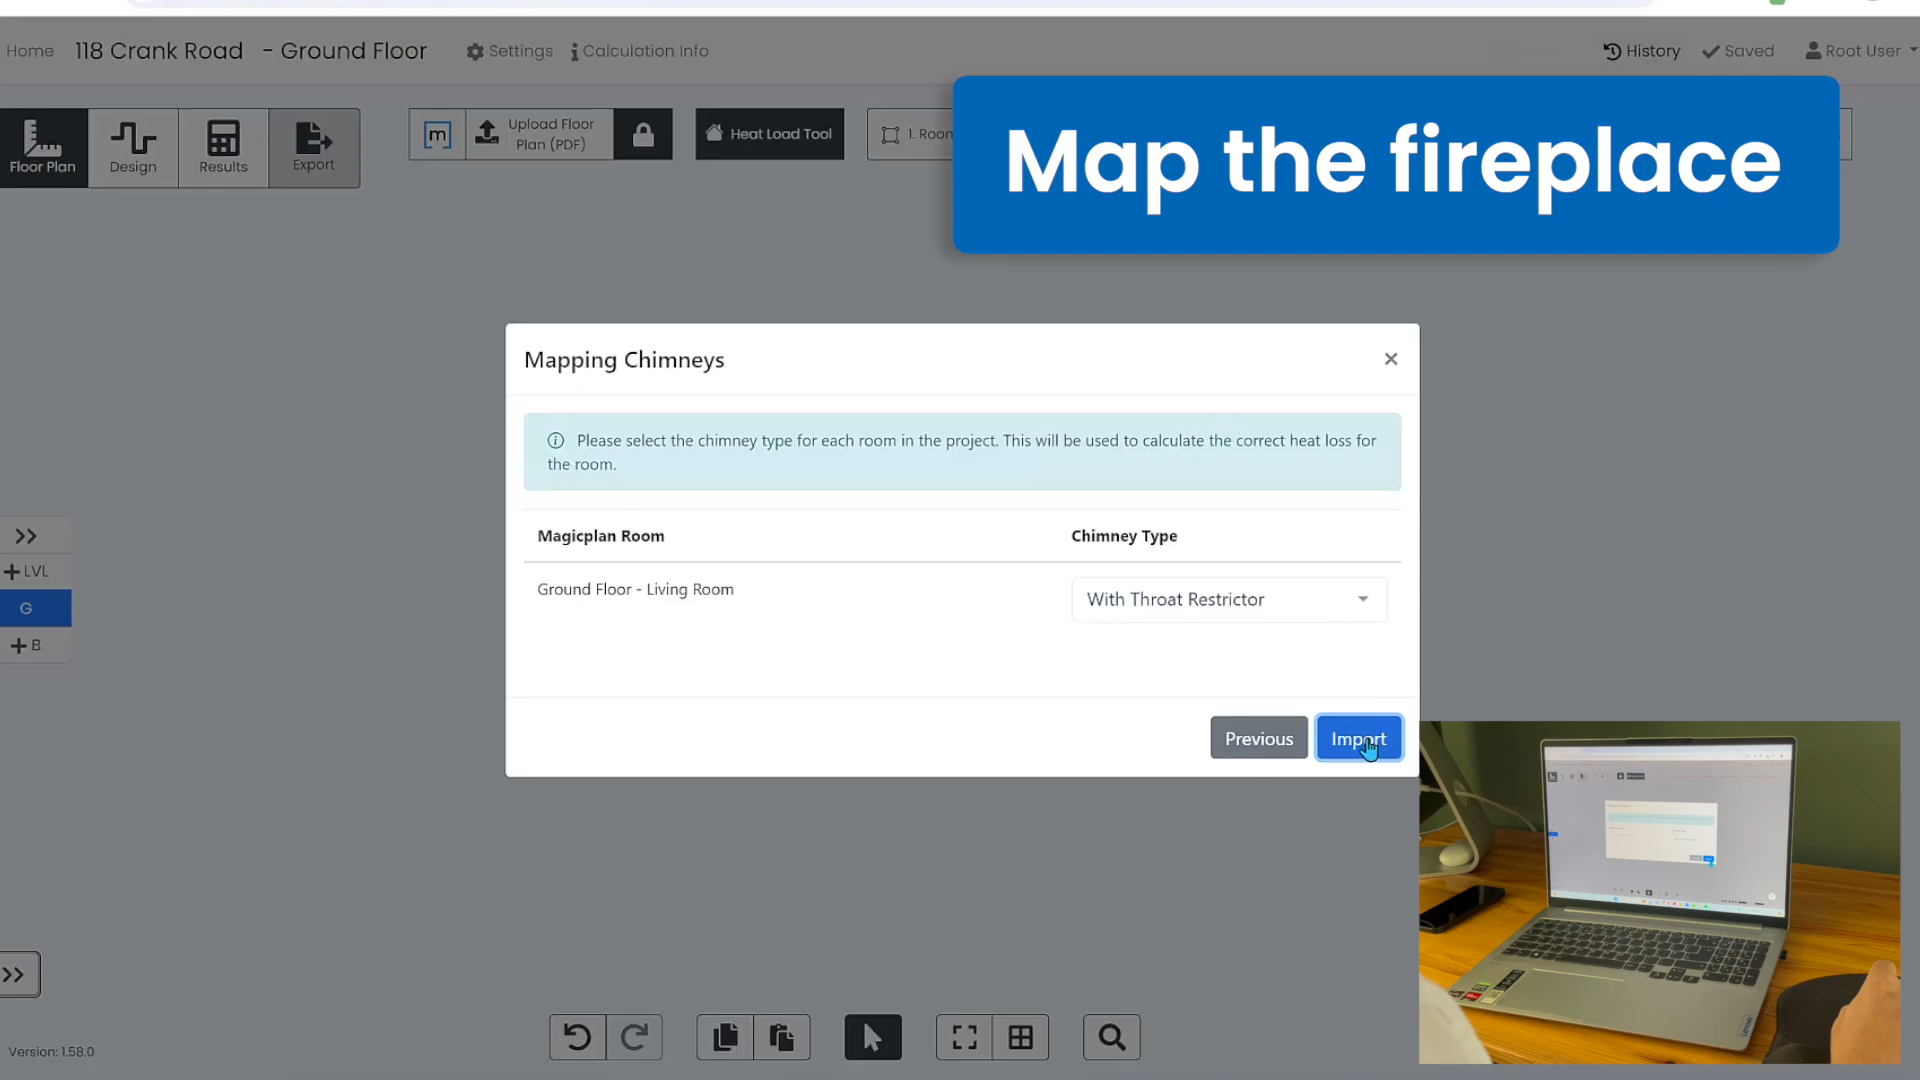 Home 118 Crank Road - Ground Floor Settings Calculation Info History Saved Root User
Map the fireplace
Floor Plan Design Results Export
m Upload Floor Plan (PDF) Heat Load Tool 1. Room
Mapping Chimneys
Please select the chimney type for each room in the project. This will be used to calculate the correct heat loss for
the room.
Magicplan Room Chimney Type
Ground Floor - Living Room With Throat Restrictor
LVL
G
B
Previous Import
Version: 1.58.0